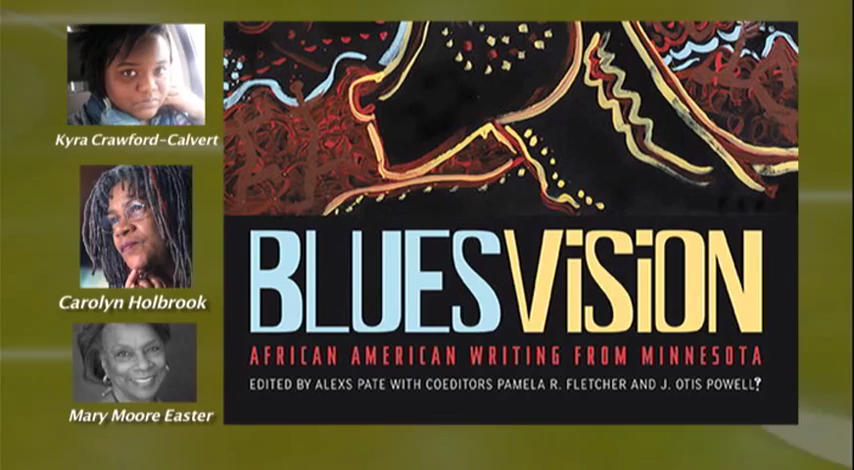 Kyra Crawford-Calvert
Carolyn Holbrook
Mary Moore Easter
BLUESViSiON
AFRICAN AMERICAN WRITING FROM MINNESOTA
EDITED BY ALEXS PATE WITH COEDITORS PAMELA R. FLETCHER AND J. OTIS POWELL‽